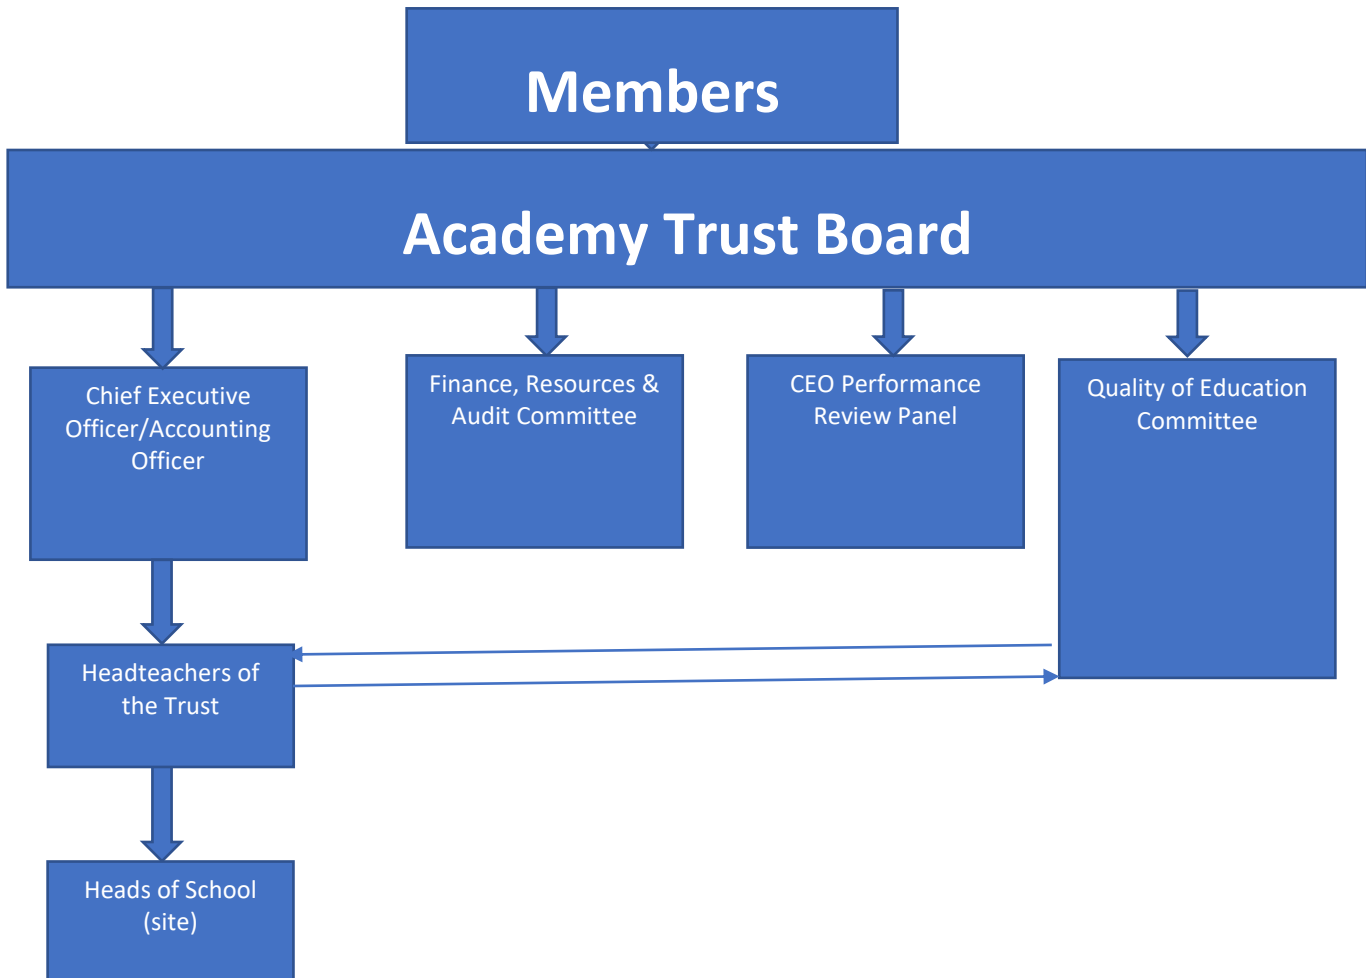 Members
Academy Trust Board
Chief Executive
Officer/Accounting
Officer
Finance, Resources &
Audit Committee
CEO Performance
Review Panel
Quality of Education
Committee
Headteachers of
the Trust
Heads of School
(site)